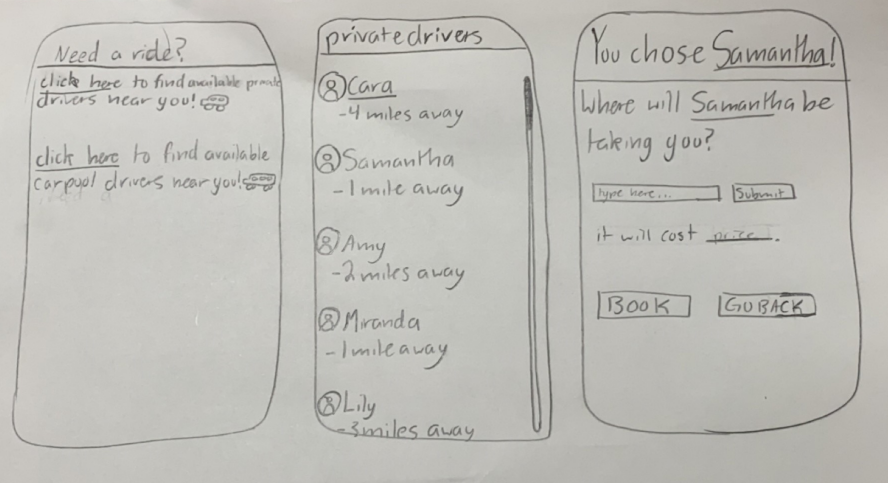 Need a ride?
click here to find available private
drivers near you!
click here to find available
carpool drivers near you!
privatedrivers
Cara
-4 miles away
Samantha
-1 mile away
Amy
-2 miles away
Miranda
-1 mile away
Lily
-3 miles away
You chose Samantha!
Where will Samantha be
taking you?
type here... Submit
it will cost price.
BOOK GO BACK